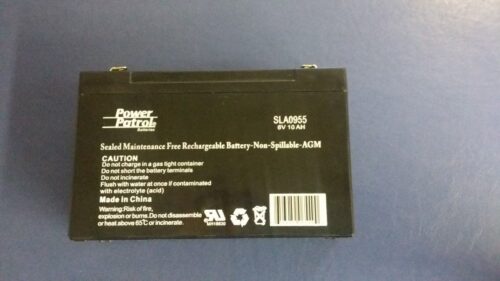 Power
Patrol
Batteries
SLA0955
6V 10 AH
Sealed Maintenance Free Rechargeable Battery-Non-Spillable-AGM
CAUTION
Do not charge in a gas tight container
Do not short the battery terminals
Do not incinerate
Flush with water at once if contaminated
with electrolyte (acid)
Made in China
Warning:Risk of fire,
explosion or burns.Do not disassemble
or heat above 65°C or incinerate.